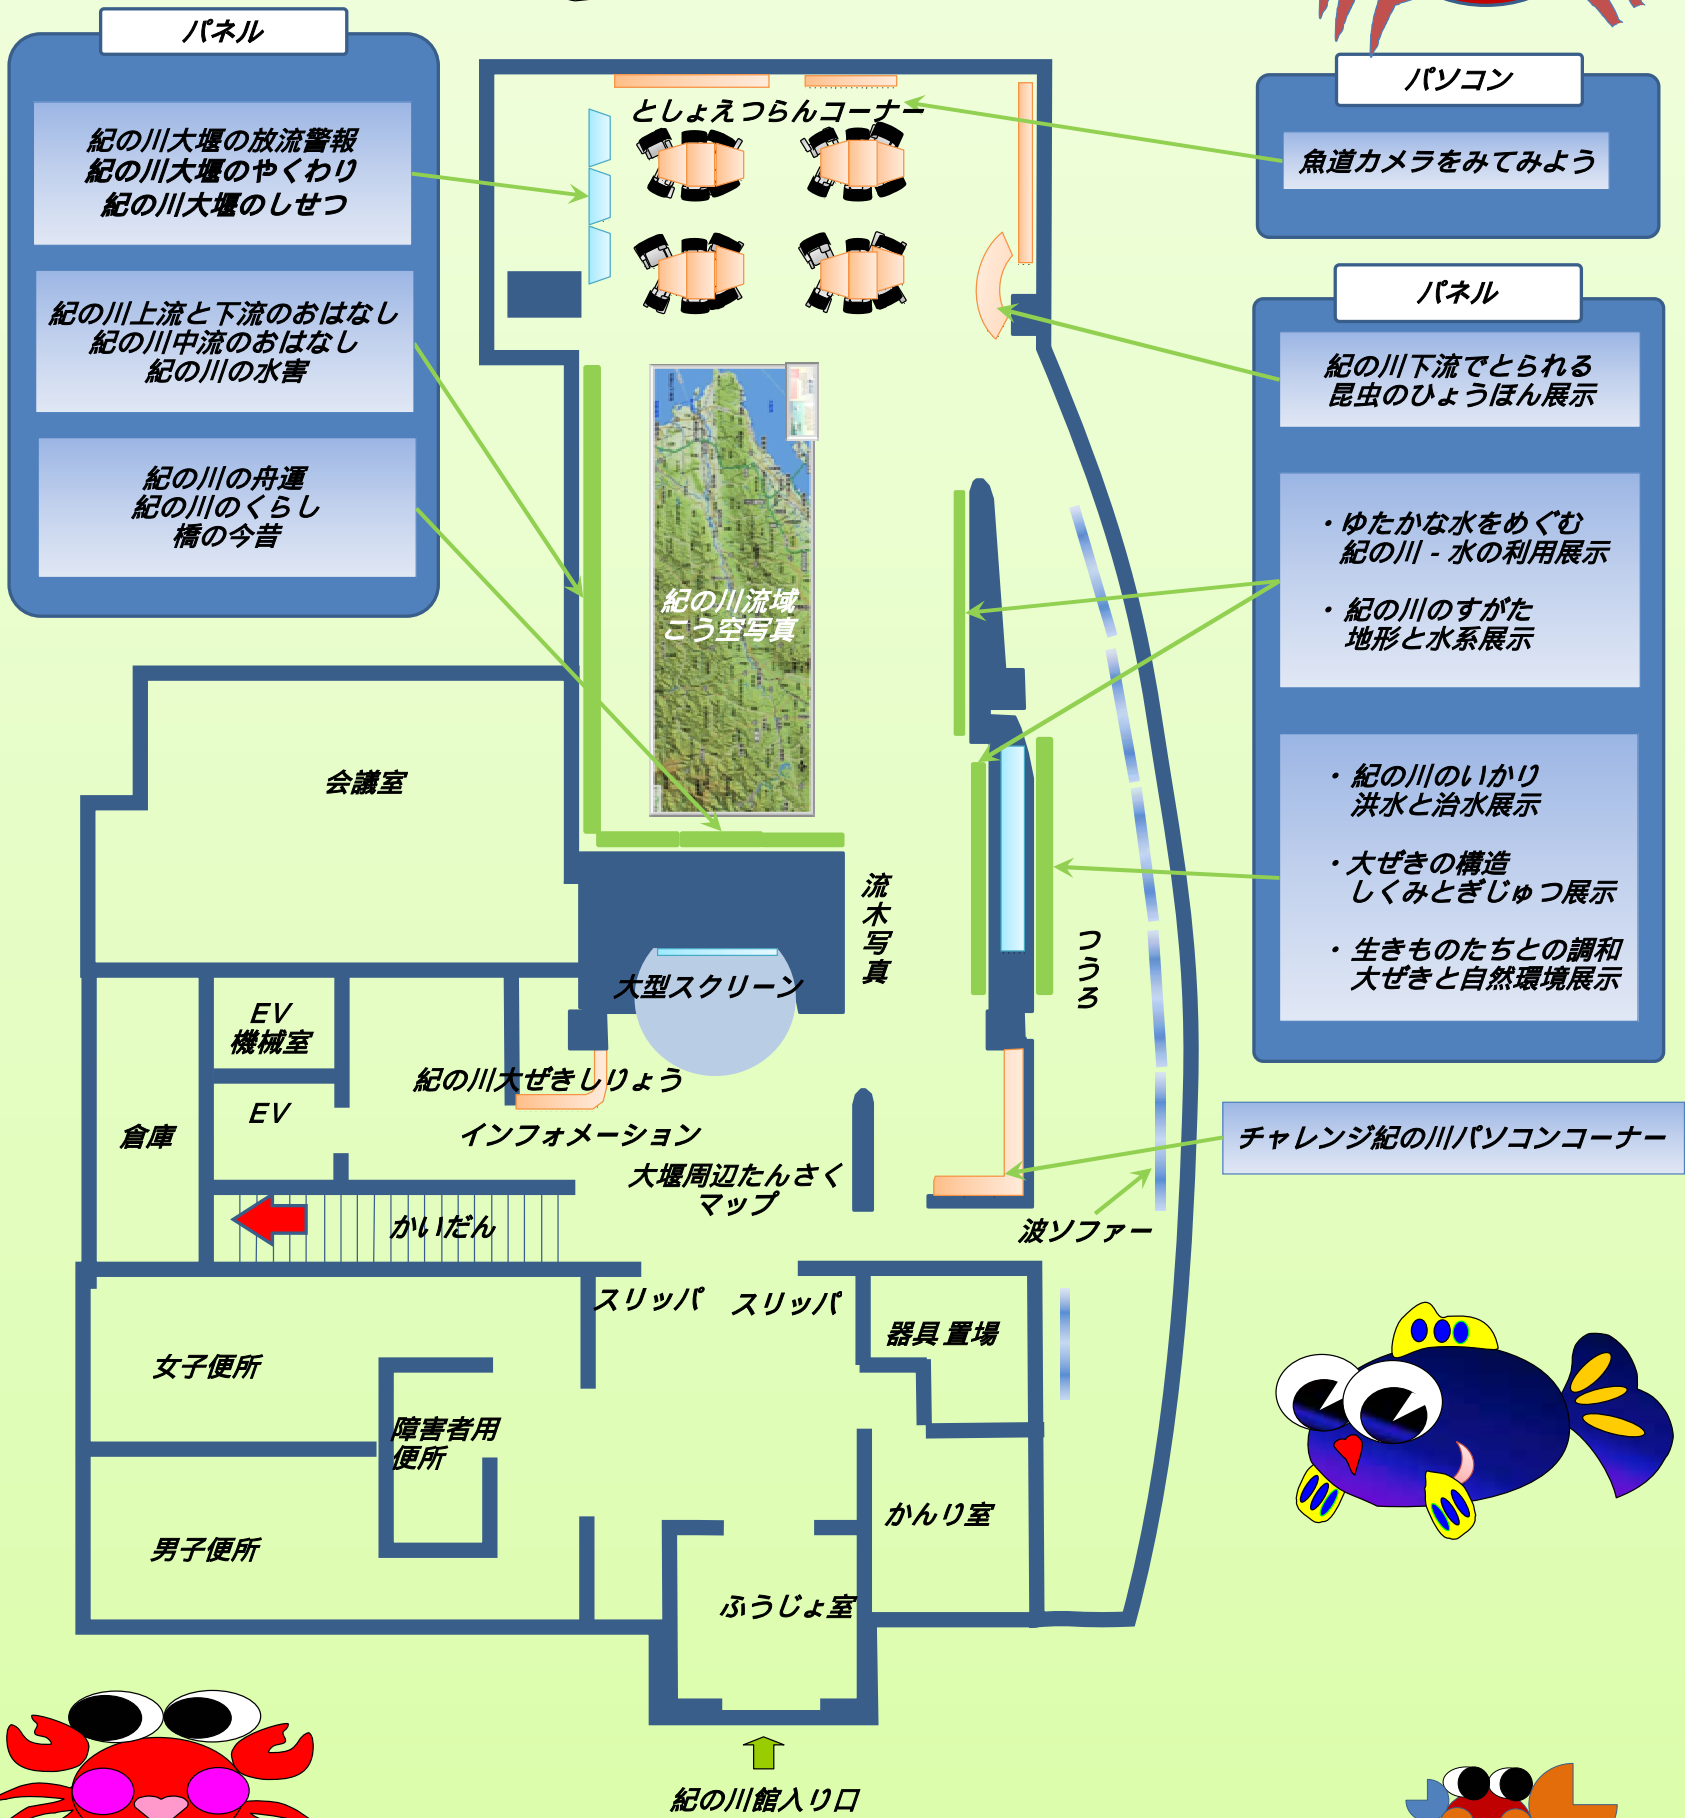 パネル
紀の川大堰の放流警報
紀の川大堰のやくわり
紀の川大堰のしせつ
紀の川上流と下流のおはなし
紀の川中流のおはなし
紀の川の水害
紀の川の舟運
紀の川のくらし
橋の今昔
としょえつらんコーナー
パソコン
魚道カメラをみてみよう
パネル
紀の川下流でとられる
昆虫のひょうほん展示
・ゆたかな水をめぐむ
紀の川 - 水の利用展示
・紀の川のすがた
地形と水系展示
・紀の川のいかり
洪水と治水展示
・大ぜきの構造
しくみとぎじゅつ展示
・生きものたちとの調和
大ぜきと自然環境展示
紀の川流域
こう空写真
会議室
流木写真
つうろ
大型スクリーン
EV
機械室
EV
倉庫
紀の川大ぜきしりょう
インフォメーション
大堰周辺たんさく
マップ
チャレンジ紀の川パソコンコーナー
波ソファー
かいだん
スリッパ
スリッパ
器具置場
女子便所
障害者用
便所
男子便所
かんり室
ふうじょ室
紀の川館入り口